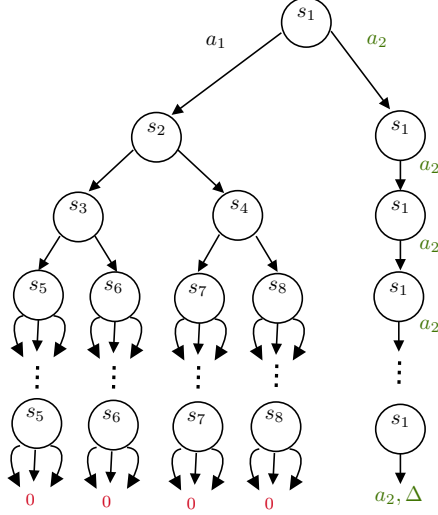 s₁
a₁ a₂
s₂ s₁
a₂
s₃ s₄ s₁
a₂
s₅ s₆ s₇ s₈ s₁
a₂
s₅ s₆ s₇ s₈ s₁
0 0 0 0 a₂, Δ